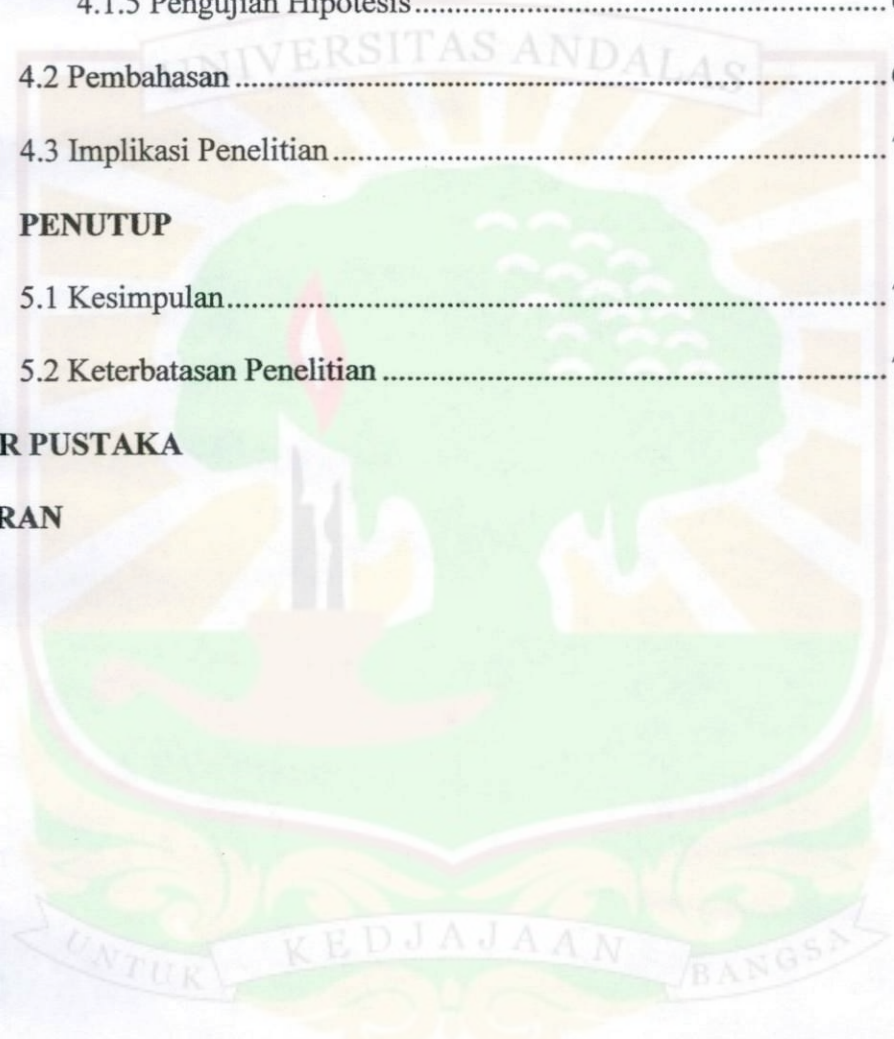 4.1.5 Pengujian Hipotesis
UNIVERSITAS ANDALAS
4.2 Pembahasan
4.3 Implikasi Penelitian
PENUTUP
5.1 Kesimpulan
5.2 Keterbatasan Penelitian
R PUSTAKA
RAN
UNTUK KEDJAJAAN BANGSA